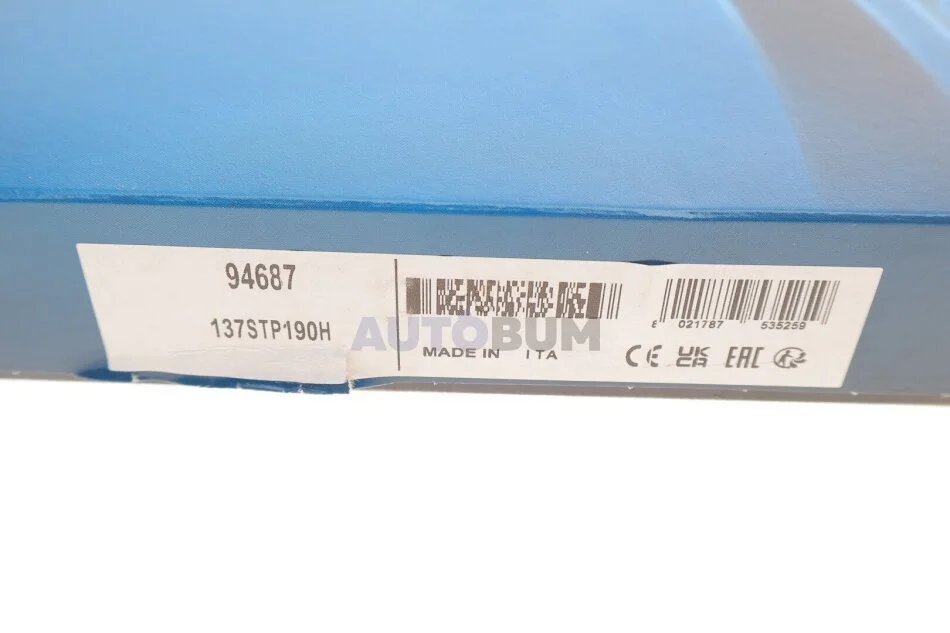 94687
137STP190H
AUTOBUM
MADE IN ITA
8 021787 535259
CE UK CA EAC